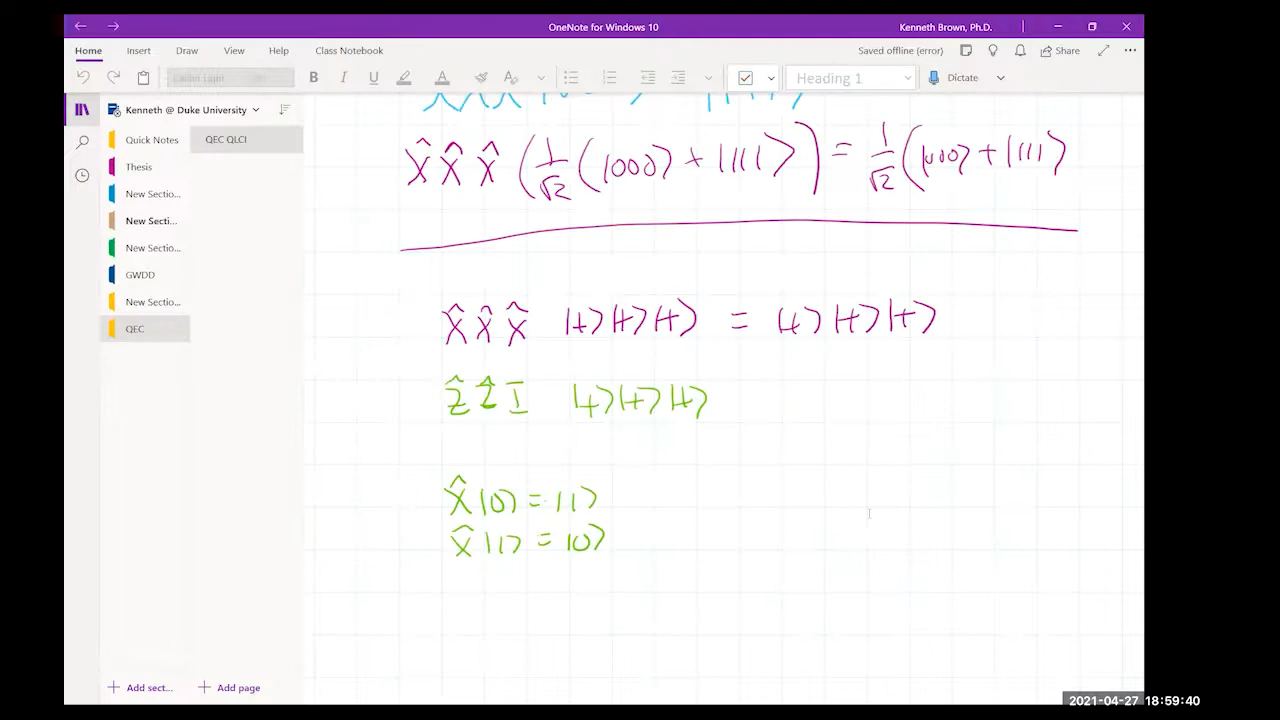 OneNote for Windows 10
Kenneth Brown, Ph.D.
Home Insert Draw View Help Class Notebook
Saved offline (error)
Share
Calibri Light
B I U A
Heading 1
Dictate
Kenneth @ Duke University
Quick Notes
QEC QLCI
Thesis
New Sectio...
New Secti...
New Sectio...
GWDD
New Sectio...
QEC
X̂ X̂ X̂ (1/√2 (|000⟩ + |111⟩)) = 1/√2 (|000⟩ + |111⟩
X̂ X̂ X̂ |+⟩|+⟩|+⟩ = |+⟩|+⟩|+⟩
Ẑ Ẑ I |+⟩|+⟩|+⟩
X̂|0⟩ = |1⟩
X̂|1⟩ = |0⟩
Add sect...
Add page
2021-04-27 18:59:40